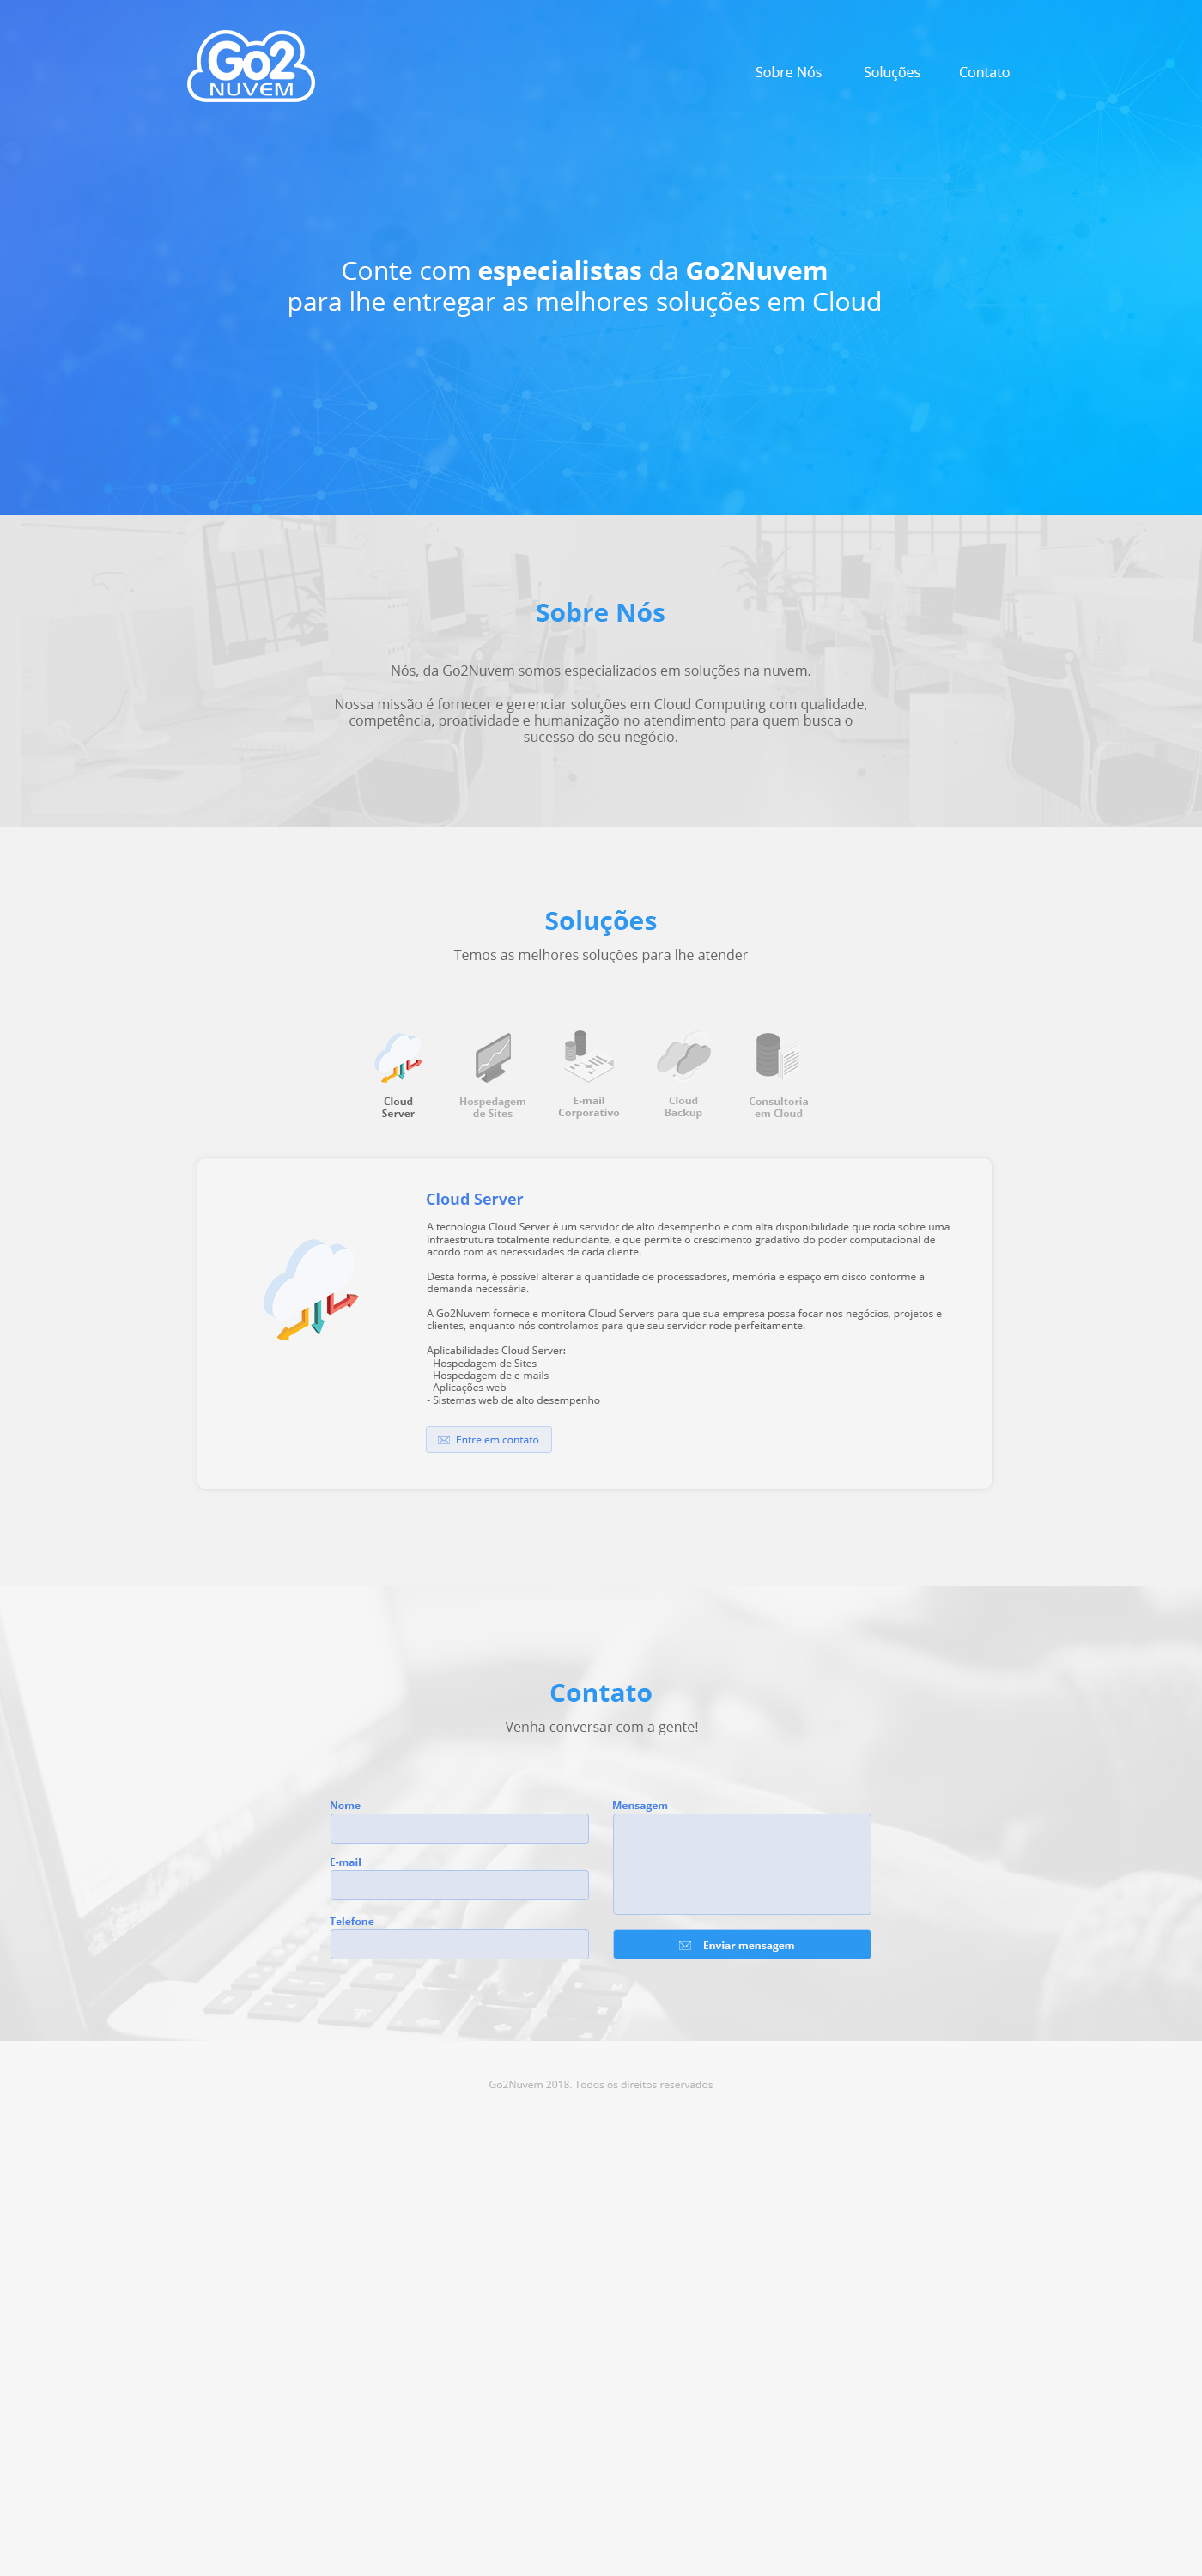 Go2
NUVEM
Sobre Nós
Soluções
Contato
Conte com especialistas da Go2Nuvem
para lhe entregar as melhores soluções em Cloud
Sobre Nós
Nós, da Go2Nuvem somos especializados em soluções na nuvem.
Nossa missão é fornecer e gerenciar soluções em Cloud Computing com qualidade,
competência, proatividade e humanização no atendimento para quem busca o
sucesso do seu negócio.
Soluções
Temos as melhores soluções para lhe atender
Cloud
Server
Hospedagem
de Sites
E-mail
Corporativo
Cloud
Backup
Consultoria
em Cloud
Cloud Server
A tecnologia Cloud Server é um servidor de alto desempenho e com alta disponibilidade que roda sobre uma
infraestrutura totalmente redundante, e que permite o crescimento gradativo do poder computacional de
acordo com as necessidades de cada cliente.
Desta forma, é possível alterar a quantidade de processadores, memória e espaço em disco conforme a
demanda necessária.
A Go2Nuvem fornece e monitora Cloud Servers para que sua empresa possa focar nos negócios, projetos e
clientes, enquanto nós controlamos para que seu servidor rode perfeitamente.
Aplicabilidades Cloud Server:
- Hospedagem de Sites
- Hospedagem de e-mails
- Aplicações web
- Sistemas web de alto desempenho
Entre em contato
Contato
Venha conversar com a gente!
Nome
E-mail
Telefone
Mensagem
Enviar mensagem
Go2Nuvem 2018. Todos os direitos reservados